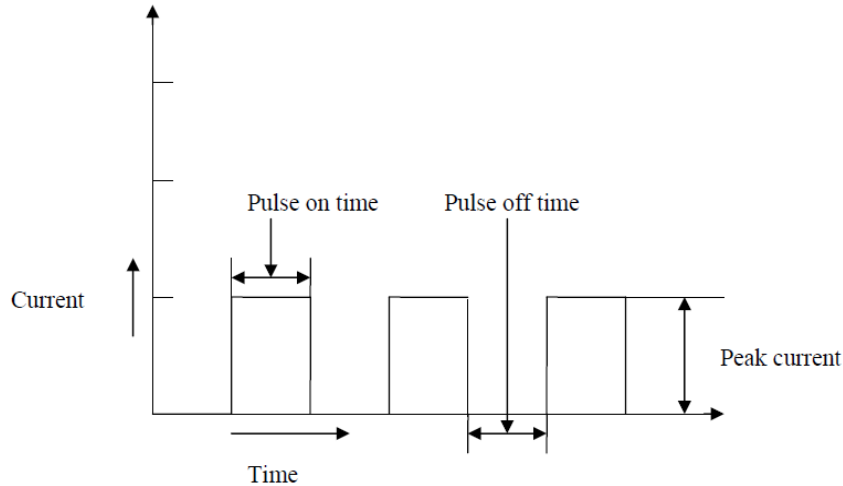 Pulse on time
Pulse off time
Current
Peak current
Time